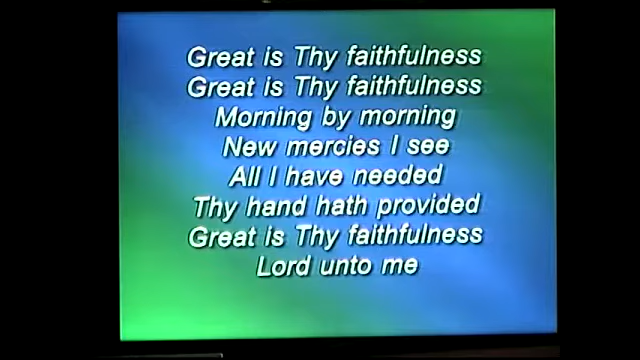 Great is Thy faithfulness
Great is Thy faithfulness
Morning by morning
New mercies I see
All I have needed
Thy hand hath provided
Great is Thy faithfulness
Lord unto me